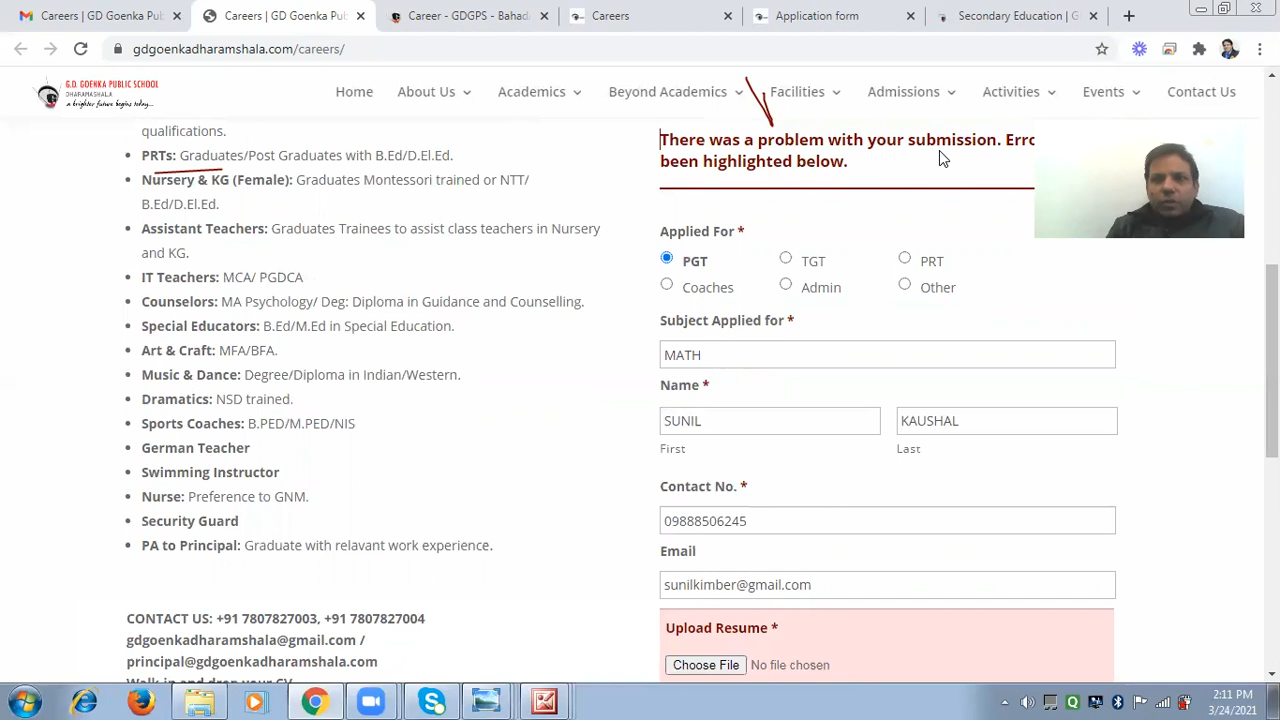 Careers | GD Goenka Pu
Careers | GD Goenka Pu
Career - GDGPS - Bahad
Careers
Application form
Secondary Education | G
gdgoenkadharamshala.com/careers/
G.D. GOENKA PUBLIC SCHOOL
DHARAMASHALA
a brighter future begins today...
Home
About Us
Academics
Beyond Academics
Facilities
Admissions
Activities
Events
Contact Us
qualifications.
• PRTs: Graduates/Post Graduates with B.Ed/D.El.Ed.
• Nursery & KG (Female): Graduates Montessori trained or NTT/
B.Ed/D.El.Ed.
• Assistant Teachers: Graduates Trainees to assist class teachers in Nursery
and KG.
• IT Teachers: MCA/ PGDCA
• Counselors: MA Psychology/ Deg: Diploma in Guidance and Counselling.
• Special Educators: B.Ed/M.Ed in Special Education.
• Art & Craft: MFA/BFA.
• Music & Dance: Degree/Diploma in Indian/Western.
• Dramatics: NSD trained.
• Sports Coaches: B.PED/M.PED/NIS
• German Teacher
• Swimming Instructor
• Nurse: Preference to GNM.
• Security Guard
• PA to Principal: Graduate with relavant work experience.
CONTACT US: +91 7807827003, +91 7807827004
gdgoenkadharamshala@gmail.com /
principal@gdgoenkadharamshala.com
Walk-in and drop your CV
There was a problem with your submission. Erro
been highlighted below.
Applied For *
PGT
TGT
PRT
Coaches
Admin
Other
Subject Applied for *
MATH
Name *
SUNIL
KAUSHAL
First
Last
Contact No. *
09888506245
Email
sunilkimber@gmail.com
Upload Resume *
Choose File No file chosen
2:11 PM
3/24/2021